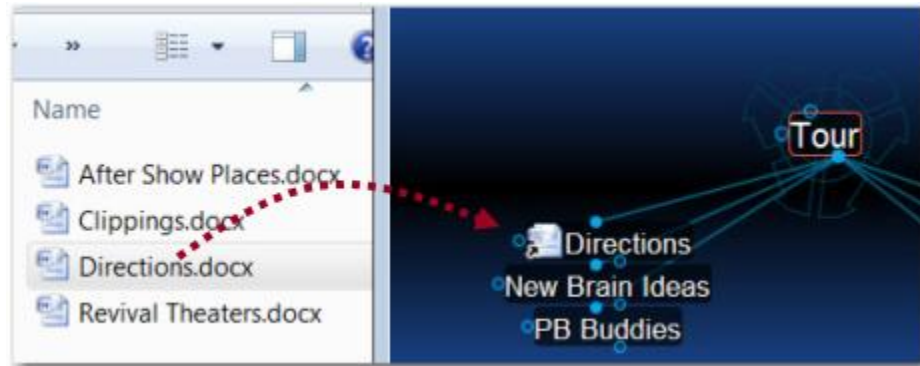 »
Name
After Show Places.docx
Clippings.docx
Directions.docx
Revival Theaters.docx
Tour
Directions
New Brain Ideas
PB Buddies